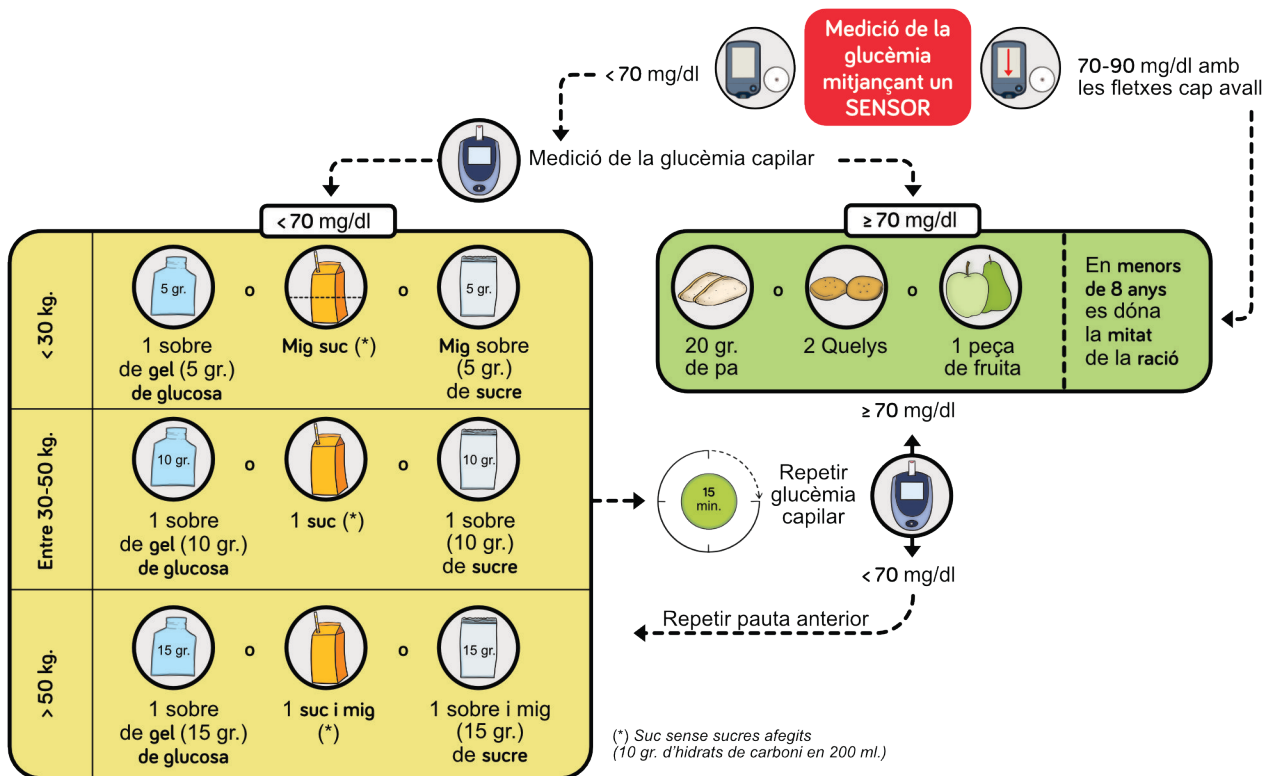 Medició de la
glucèmia
mitjançant un
SENSOR
< 70 mg/dl
70-90 mg/dl amb
les fletxes cap avall
Medició de la glucèmia capilar
< 70 mg/dl
≥ 70 mg/dl
< 30 kg.
5 gr.
1 sobre
de gel (5 gr.)
de glucosa
o
Mig suc (*)
o
5 gr.
Mig sobre
(5 gr.)
de sucre
20 gr.
de pa
o
2 Quelys
o
1 peça
de fruita
En menors
de 8 anys
es dóna
la mitat
de la ració
Entre 30-50 kg.
10 gr.
1 sobre
de gel (10 gr.)
de glucosa
o
1 suc (*)
o
10 gr.
1 sobre
(10 gr.)
de sucre
15
min.
Repetir
glucèmia
capilar
≥ 70 mg/dl
< 70 mg/dl
Repetir pauta anterior
> 50 kg.
15 gr.
1 sobre
de gel (15 gr.)
de glucosa
o
1 suc i mig
(*)
o
15 gr.
1 sobre i mig
(15 gr.)
de sucre
(*) Suc sense sucres afegits
(10 gr. d'hidrats de carboni en 200 ml.)